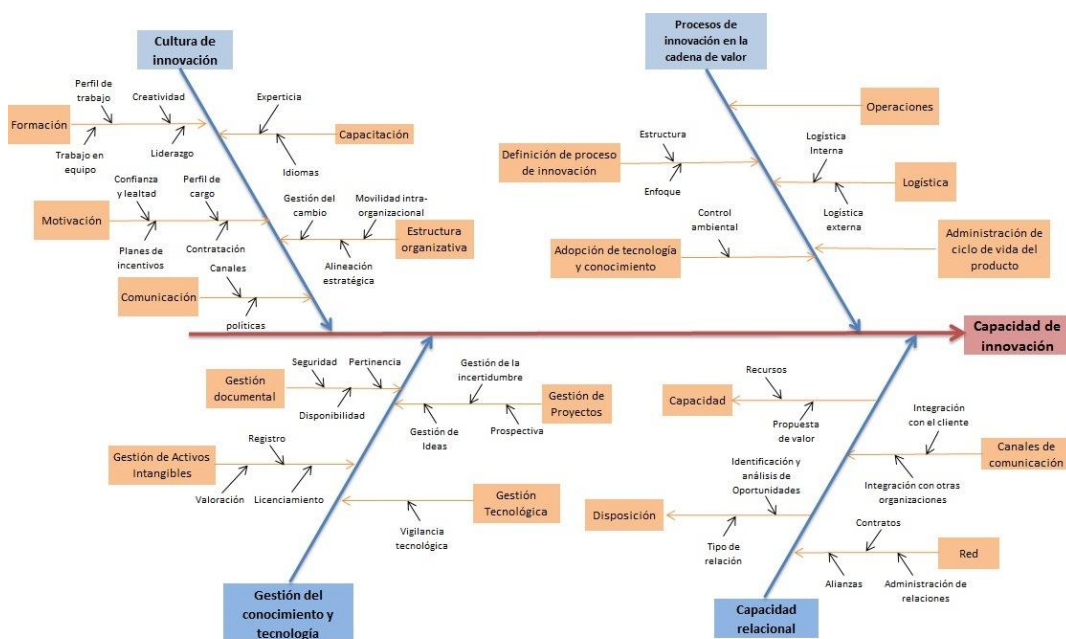 Cultura de
innovación
Perfil de
trabajo
Creatividad
Formación
Trabajo en
equipo
Liderazgo
Experticia
Capacitación
Idiomas
Confianza
y lealtad
Perfil de
cargo
Motivación
Planes de
incentivos
Contratación
Gestión del
cambio
Movilidad intra-
organizacional
Estructura
organizativa
Alineación
estratégica
Canales
Comunicación
políticas
Procesos de
innovación en la
cadena de valor
Operaciones
Estructura
Definición de proceso
de innovación
Enfoque
Logística
Interna
Logística
Logística
externa
Control
ambiental
Adopción de tecnología
y conocimiento
Administración de
ciclo de vida del
producto
Capacidad de
innovación
Seguridad
Pertinencia
Gestión
documental
Disponibilidad
Gestión de la
incertidumbre
Gestión de
Proyectos
Gestión de
Ideas
Prospectiva
Registro
Gestión de Activos
Intangibles
Valoración
Licenciamiento
Gestión
Tecnológica
Vigilancia
tecnológica
Gestión del
conocimiento y
tecnología
Recursos
Capacidad
Propuesta
de valor
Integración
con el cliente
Canales de
comunicación
Integración con otras
organizaciones
Identificación y
análisis de
Oportunidades
Disposición
Tipo de
relación
Contratos
Red
Alianzas
Administración de
relaciones
Capacidad
relacional